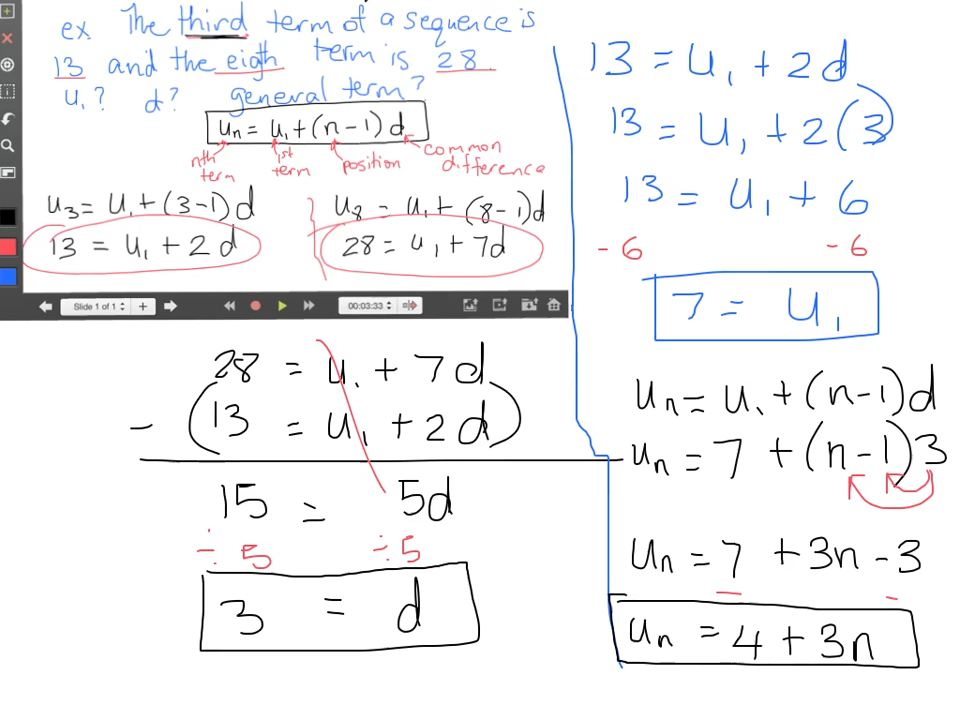 ex. The third term of a sequence is
13 and the eigth term is 28.
u₁? d? general term?
uₙ = u₁ + (n - 1) d
nth term
1st term
position
common difference
u₃ = u₁ + (3-1)d
13 = u₁ + 2d
u₈ = u₁ + (8-1)d
28 = u₁ + 7d
Slide 1 of 1
00:03:33
28 = u₁ + 7d
- (13 = u₁ + 2d)
15 = 5d
÷5 ÷5
3 = d
13 = u₁ + 2d
13 = u₁ + 2(3)
13 = u₁ + 6
-6 -6
7 = u₁
uₙ = u₁ + (n-1)d
uₙ = 7 + (n-1)3
uₙ = 7 + 3n - 3
uₙ = 4 + 3n